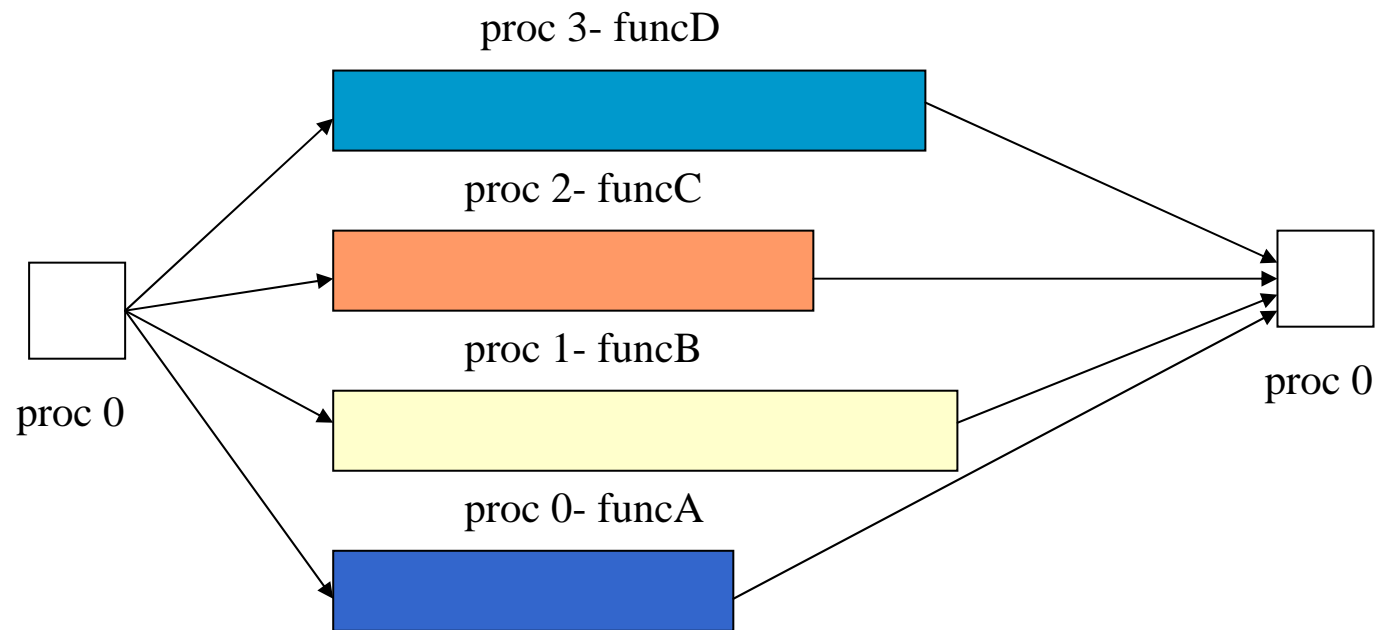 proc 3- funcD
proc 2- funcC
proc 1- funcB
proc 0
proc 0
proc 0- funcA